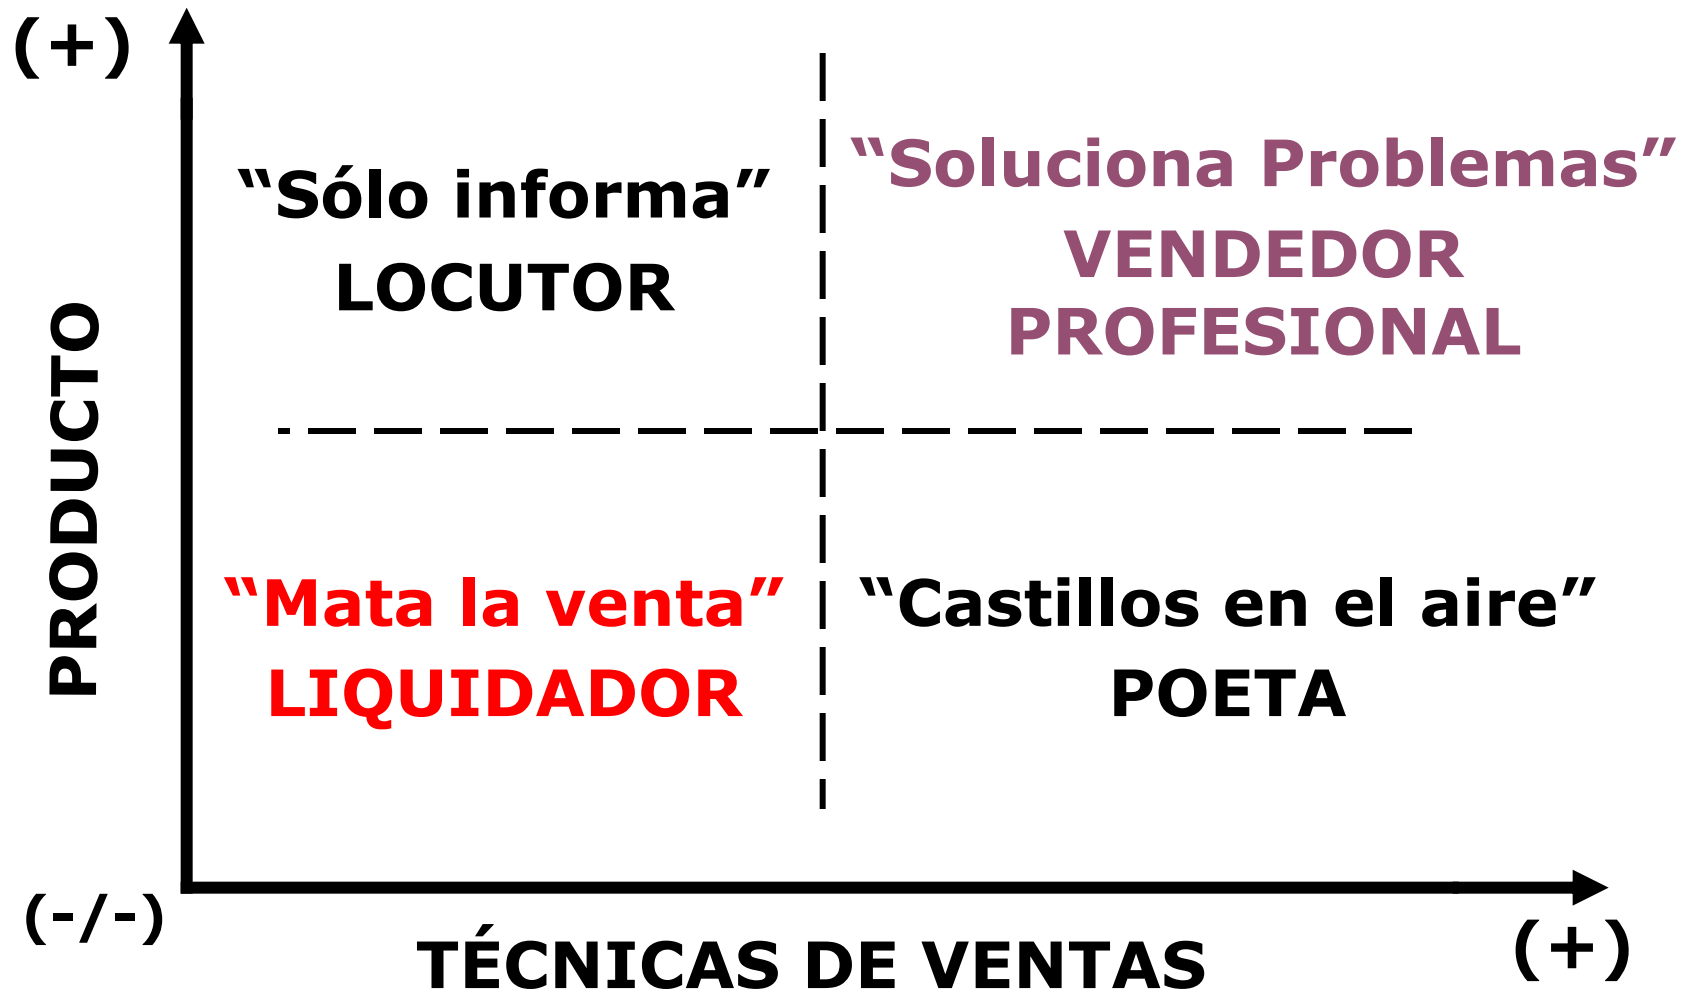 (+)
“Sólo informa”
LOCUTOR
“Soluciona Problemas”
VENDEDOR
PROFESIONAL
PRODUCTO
“Mata la venta”
LIQUIDADOR
“Castillos en el aire”
POETA
(-/-)
TÉCNICAS DE VENTAS
(+)